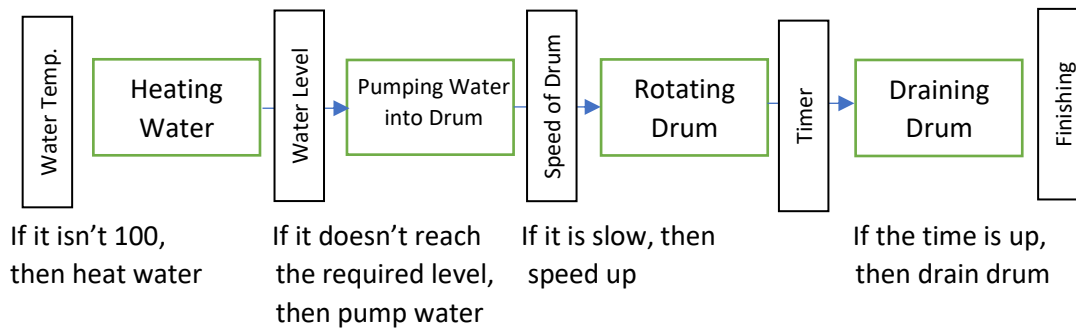 Water Temp.
Heating
Water
Water Level
Pumping Water
into Drum
Speed of Drum
Rotating
Drum
Timer
Draining
Drum
Finishing
If it isn’t 100,
then heat water
If it doesn’t reach
the required level,
then pump water
If it is slow, then
speed up
If the time is up,
then drain drum